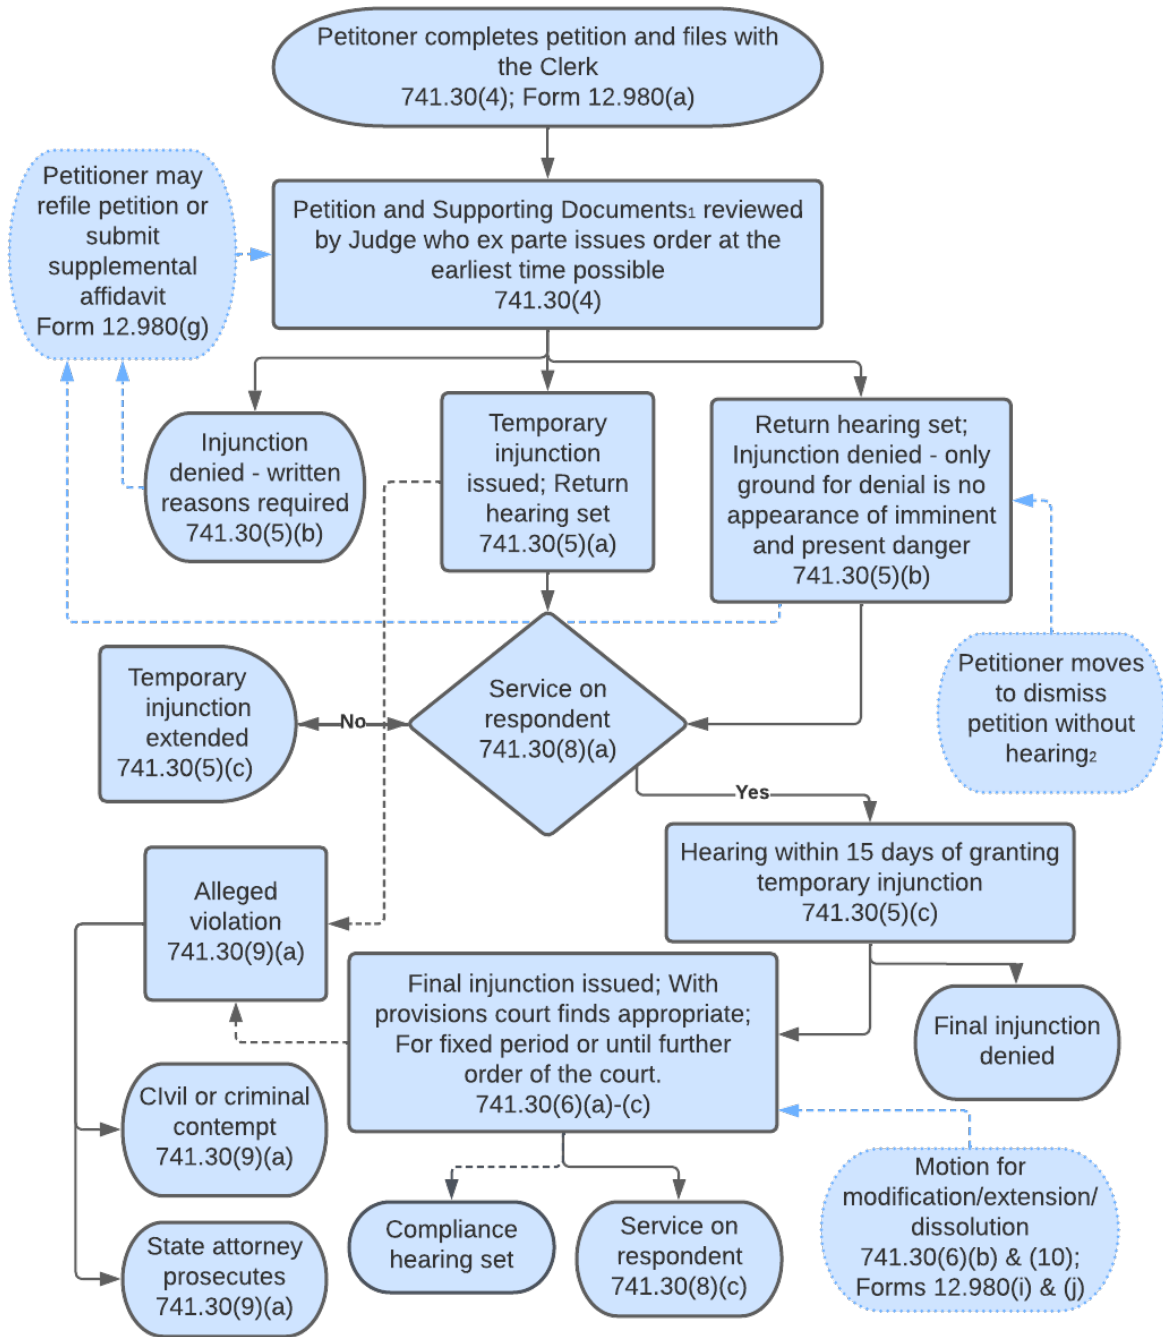 Petitoner completes petition and files with
the Clerk
741.30(4); Form 12.980(a)
Petitioner may
refile petition or
submit
supplemental
affidavit
Form 12.980(g)
Petition and Supporting Documents1 reviewed
by Judge who ex parte issues order at the
earliest time possible
741.30(4)
Injunction
denied - written
reasons required
741.30(5)(b)
Temporary
injunction
issued; Return
hearing set
741.30(5)(a)
Return hearing set;
Injunction denied - only
ground for denial is no
appearance of imminent
and present danger
741.30(5)(b)
Temporary
injunction
extended
741.30(5)(c)
No
Service on
respondent
741.30(8)(a)
Petitioner moves
to dismiss
petition without
hearing2
Yes
Hearing within 15 days of granting
temporary injunction
741.30(5)(c)
Alleged
violation
741.30(9)(a)
Final injunction issued; With
provisions court finds appropriate;
For fixed period or until further
order of the court.
741.30(6)(a)-(c)
Final injunction
denied
CIvil or criminal
contempt
741.30(9)(a)
State attorney
prosecutes
741.30(9)(a)
Compliance
hearing set
Service on
respondent
741.30(8)(c)
Motion for
modification/extension/
dissolution
741.30(6)(b) & (10);
Forms 12.980(i) & (j)